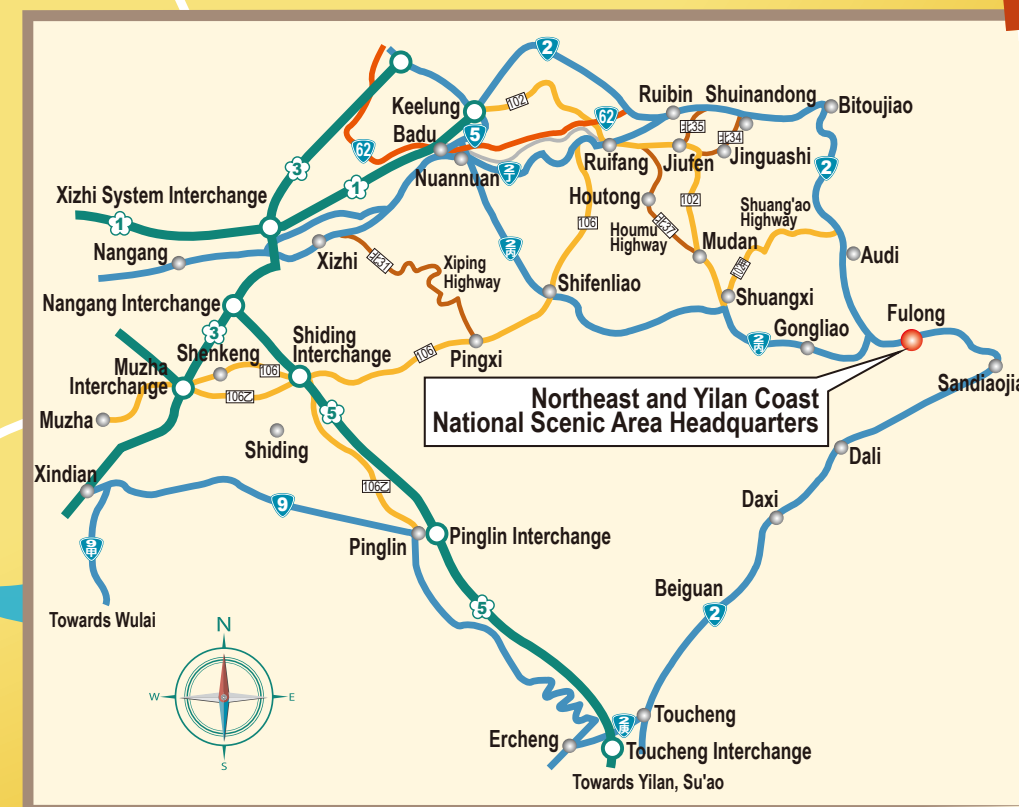 2
Keelung
102
Ruibin
Shuinandong
Bitoujiao
62
Badu
5
北35
北34
62
Nuannuan
2丁
Ruifang
Jiufen
Jinguashi
3
1
2
Xizhi System Interchange
1
Houtong
102
Shuang'ao
Highway
106
北37
Houmu
Highway
Mudan
2丙
102甲
Nangang
Xizhi
北31
Xiping
Highway
Audi
Shifenliao
Shuangxi
Nangang Interchange
3
Fulong
2丙
Gongliao
Shiding
Interchange
Muzha
Interchange
Shenkeng
106
106
Pingxi
106乙
Sandiaojia
Northeast and Yilan Coast
National Scenic Area Headquarters
Muzha
5
Shiding
Dali
Xindian
106乙
9
Daxi
Pinglin
Pinglin Interchange
9甲
Beiguan
2
5
Towards Wulai
N
W
E
S
Toucheng
2庚
Ercheng
Toucheng Interchange
Towards Yilan, Su'ao